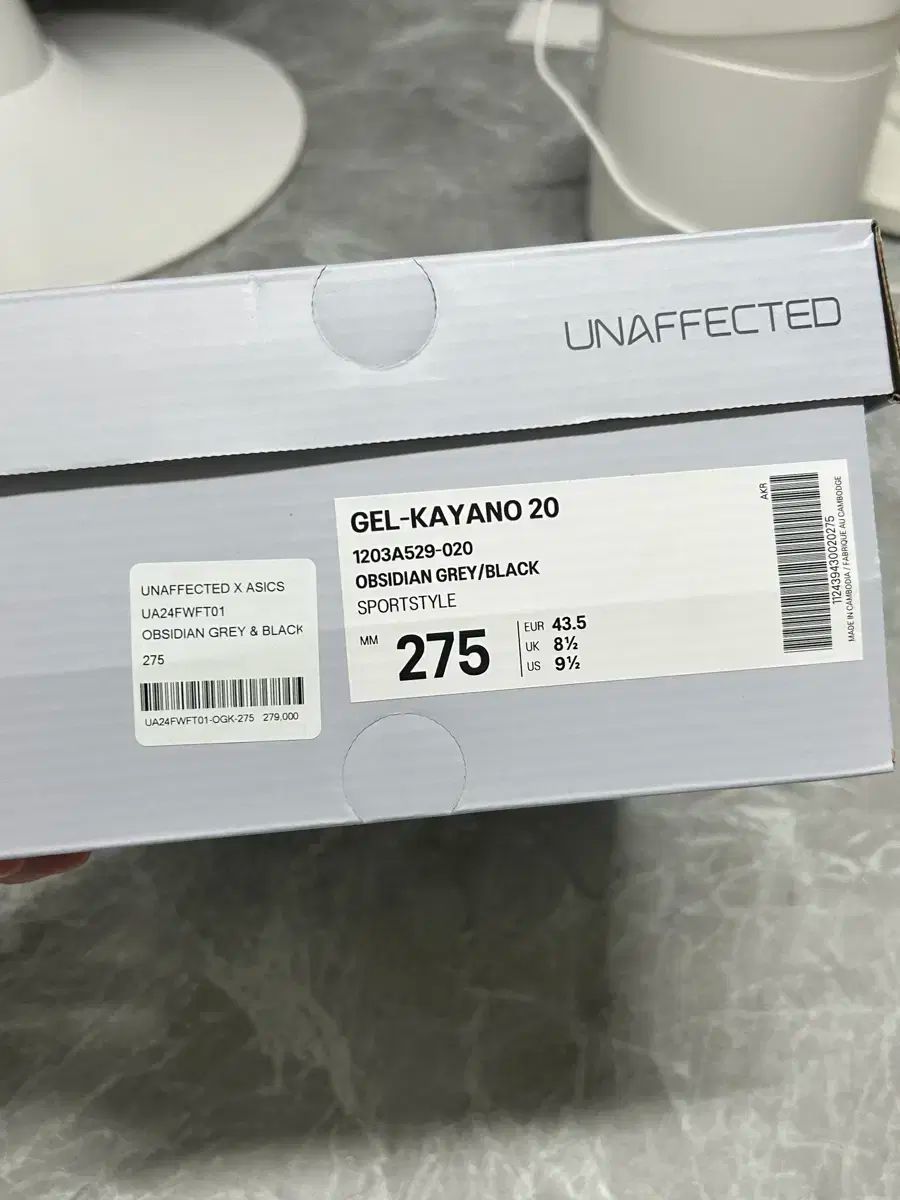 UNAFFECTED
GEL-KAYANO 20
1203A529-020
OBSIDIAN GREY/BLACK
SPORTSTYLE
MM 275
EUR 43.5
UK 8½
US 9½
AKR
112439430020275
MADE IN CAMBODIA / FABRIQUE AU CAMBODGE
UNAFFECTED X ASICS
UA24FWFT01
OBSIDIAN GREY & BLACK
275
UA24FWFT01-OGK-275 279,000